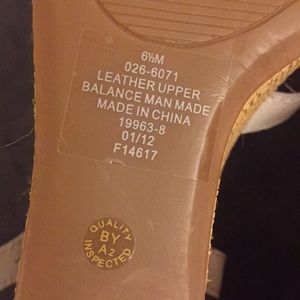 6½M
026-6071
LEATHER UPPER
BALANCE MAN MADE
MADE IN CHINA
19963-8
01/12
F14617
QUALITY
BY
A2
INSPECTED